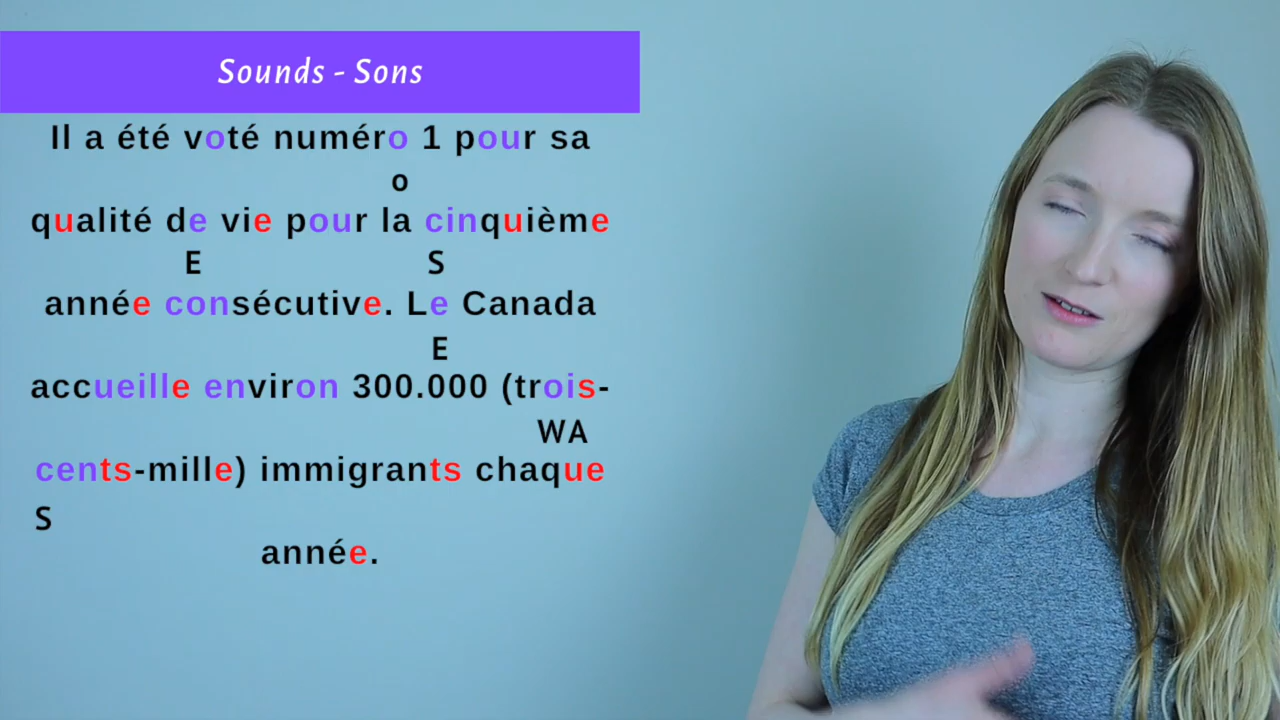 Sounds - Sons
Il a été voté numéro 1 pour sa
o
qualité de vie pour la cinquième
E S
année consécutive. Le Canada
E
accueille environ 300.000 (trois-
WA
cents-mille) immigrants chaque
S
année.